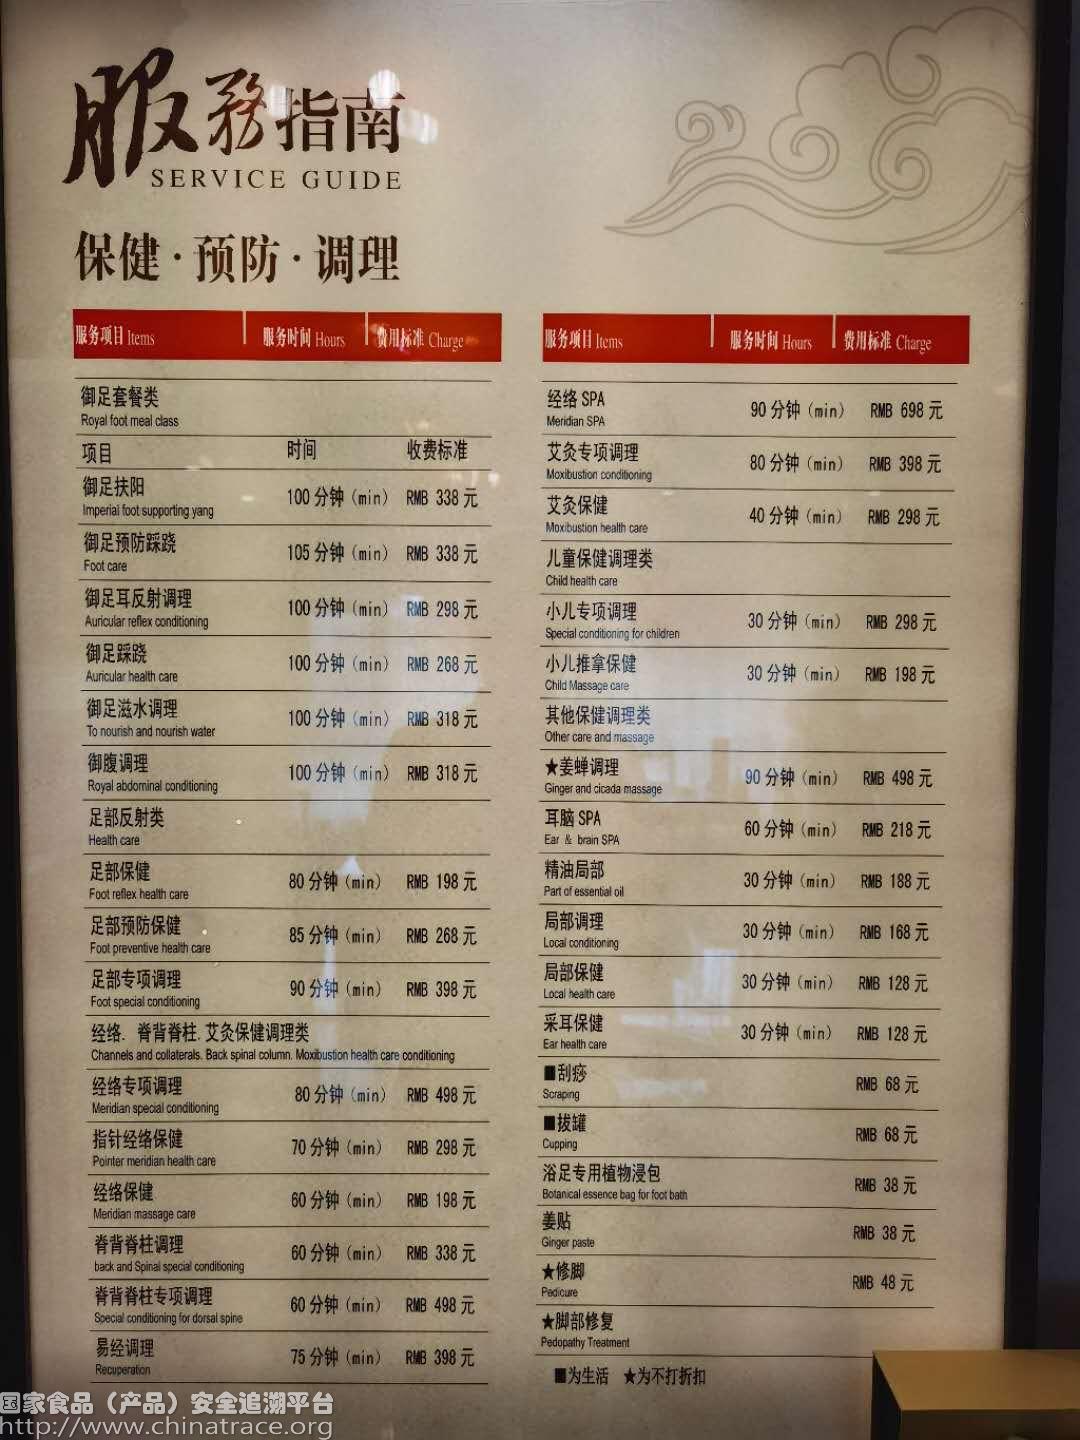 服務指南
SERVICE GUIDE
保健·预防·调理
服务项目 Items 服务时间 Hours 费用标准 Charge
御足套餐类
Royal foot meal class
项目 时间 收费标准
御足扶阳 100 分钟 (min) RMB 338 元
Imperial foot supporting yang
御足预防踩跷 105 分钟 (min) RMB 338 元
Foot care
御足耳反射调理 100 分钟 (min) RMB 298 元
Auricular reflex conditioning
御足踩跷 100 分钟 (min) RMB 268 元
Auricular health care
御足滋水调理 100 分钟 (min) RMB 318 元
To nourish and nourish water
御腹调理 100 分钟 (min) RMB 318 元
Royal abdominal conditioning
足部反射类
Health care
足部保健 80 分钟 (min) RMB 198 元
Foot reflex health care
足部预防保健 85 分钟 (min) RMB 268 元
Foot preventive health care
足部专项调理 90 分钟 (min) RMB 398 元
Foot special conditioning
经络. 脊背脊柱.艾灸保健调理类
Channels and collaterals. Back spinal column. Moxibustion health care conditioning
经络专项调理 80 分钟 (min) RMB 498 元
Meridian special conditioning
指针经络保健 70 分钟 (min) RMB 298 元
Pointer meridian health care
经络保健 60 分钟 (min) RMB 198 元
Meridian massage care
脊背脊柱调理 60 分钟 (min) RMB 338 元
back and Spinal special conditioning
脊背脊柱专项调理 60 分钟 (min) RMB 498 元
Special conditioning for dorsal spine
易经调理 75 分钟 (min) RMB 398 元
Recuperation
服务项目 Items 服务时间 Hours 费用标准 Charge
经络 SPA 90 分钟 (min) RMB 698 元
Meridian SPA
艾灸专项调理 80 分钟 (min) RMB 398 元
Moxibustion conditioning
艾灸保健 40 分钟 (min) RMB 298 元
Moxibustion health care
儿童保健调理类
Child health care
小儿专项调理 30 分钟 (min) RMB 298 元
Special conditioning for children
小儿推拿保健 30 分钟 (min) RMB 198 元
Child Massage care
其他保健调理类
Other care and massage
★姜蝉调理 90 分钟 (min) RMB 498 元
Ginger and cicada massage
耳脑 SPA 60 分钟 (min) RMB 218 元
Ear & brain SPA
精油局部 30 分钟 (min) RMB 188 元
Part of essential oil
局部调理 30 分钟 (min) RMB 168 元
Local conditioning
局部保健 30 分钟 (min) RMB 128 元
Local health care
采耳保健 30 分钟 (min) RMB 128 元
Ear health care
■刮痧 RMB 68 元
Scraping
■拔罐 RMB 68 元
Cupping
浴足专用植物浸包 RMB 38 元
Botanical essence bag for foot bath
姜贴 RMB 38 元
Ginger paste
★修脚 RMB 48 元
Pedicure
★脚部修复
Pedopathy Treatment
■为生活 ★为不打折扣
国家食品（产品）安全追溯平台
http://www.chinatrace.org